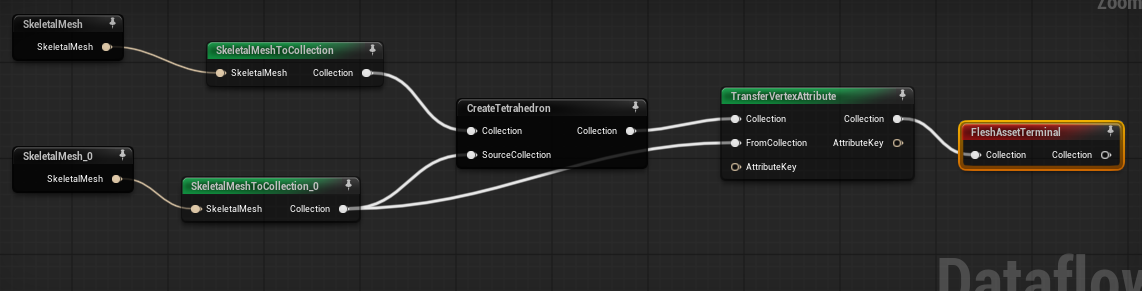 Zoom
SkeletalMesh
SkeletalMesh
SkeletalMeshToCollection
SkeletalMesh Collection
CreateTetrahedron
Collection Collection
SourceCollection
TransferVertexAttribute
Collection Collection
FromCollection AttributeKey
AttributeKey
FleshAssetTerminal
Collection Collection
SkeletalMesh_0
SkeletalMesh
SkeletalMeshToCollection_0
SkeletalMesh Collection
Dataflow